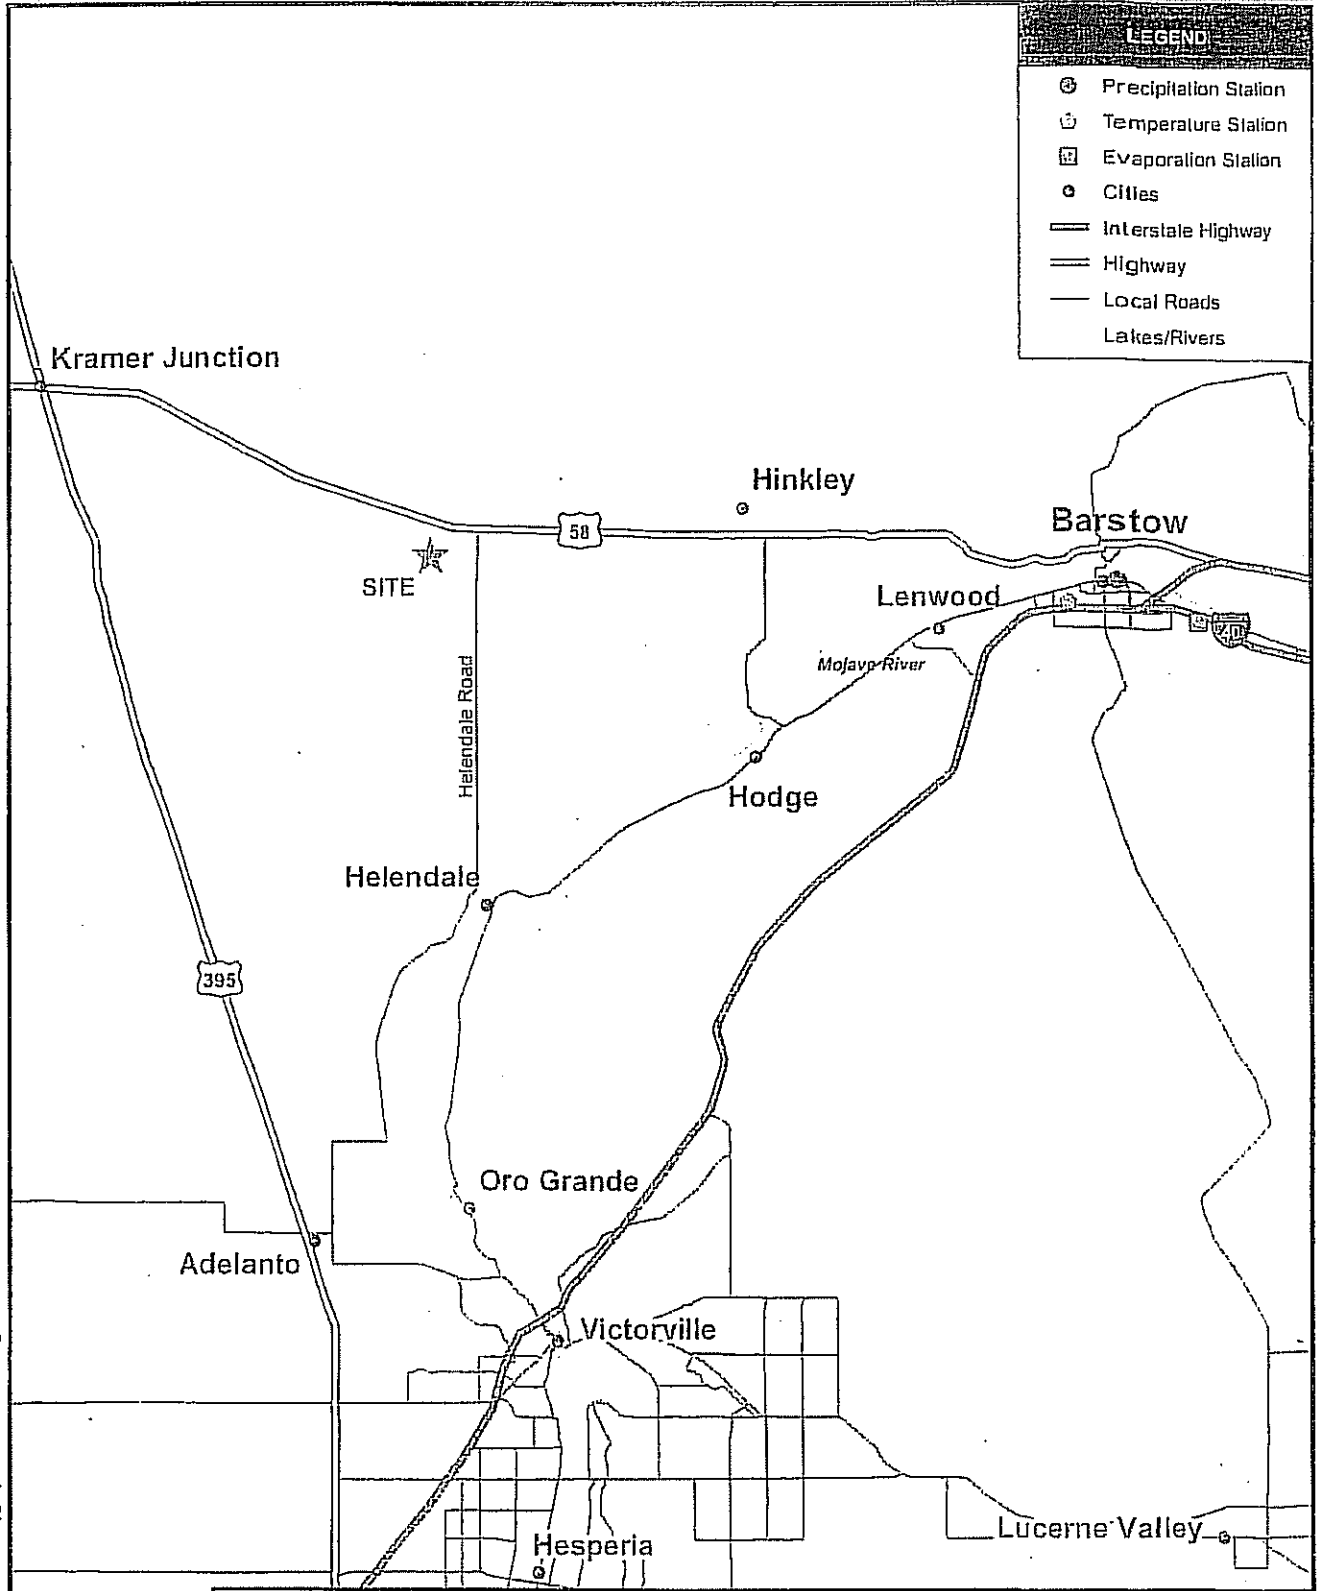 LEGEND
Precipitation Station
Temperature Station
Evaporation Station
Cities
Interstate Highway
Highway
Local Roads
Lakes/Rivers
Kramer Junction
Hinkley
58
Barstow
SITE
Lenwood
40
Mojave River
Helendale Road
Hodge
Helendale
395
Oro Grande
Adelanto
Victorville
Lucerne Valley
Hesperia